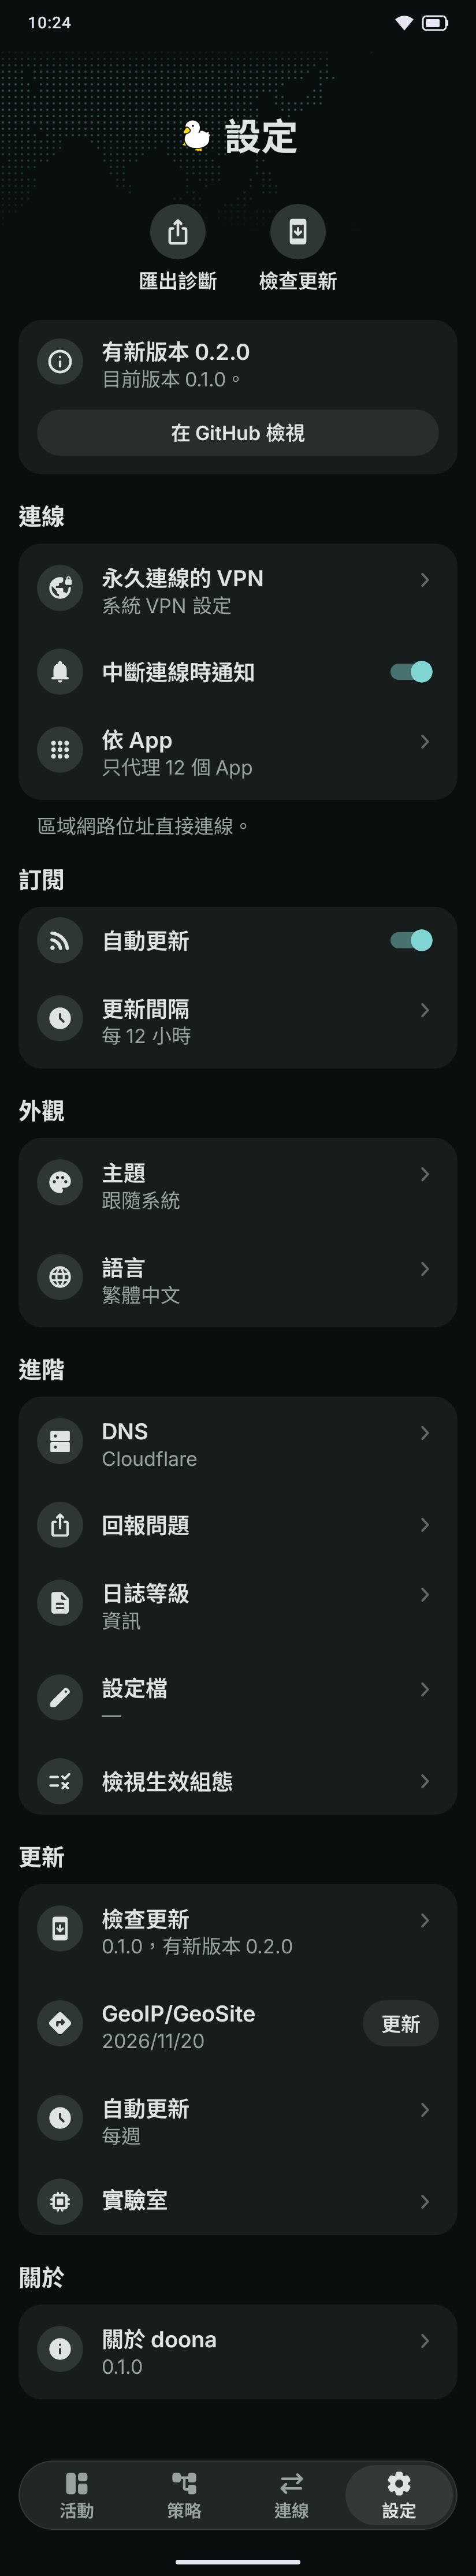 10:24
設定
匯出診斷
檢查更新
有新版本 0.2.0
目前版本 0.1.0。
在 GitHub 檢視
連線
永久連線的 VPN
系統 VPN 設定
中斷連線時通知
依 App
只代理 12 個 App
區域網路位址直接連線。
訂閱
自動更新
更新間隔
每 12 小時
外觀
主題
跟隨系統
語言
繁體中文
進階
DNS
Cloudflare
回報問題
日誌等級
資訊
設定檔
—
檢視生效組態
更新
檢查更新
0.1.0，有新版本 0.2.0
GeoIP/GeoSite
2026/11/20
更新
自動更新
每週
實驗室
關於
關於 doona
0.1.0
活動
策略
連線
設定